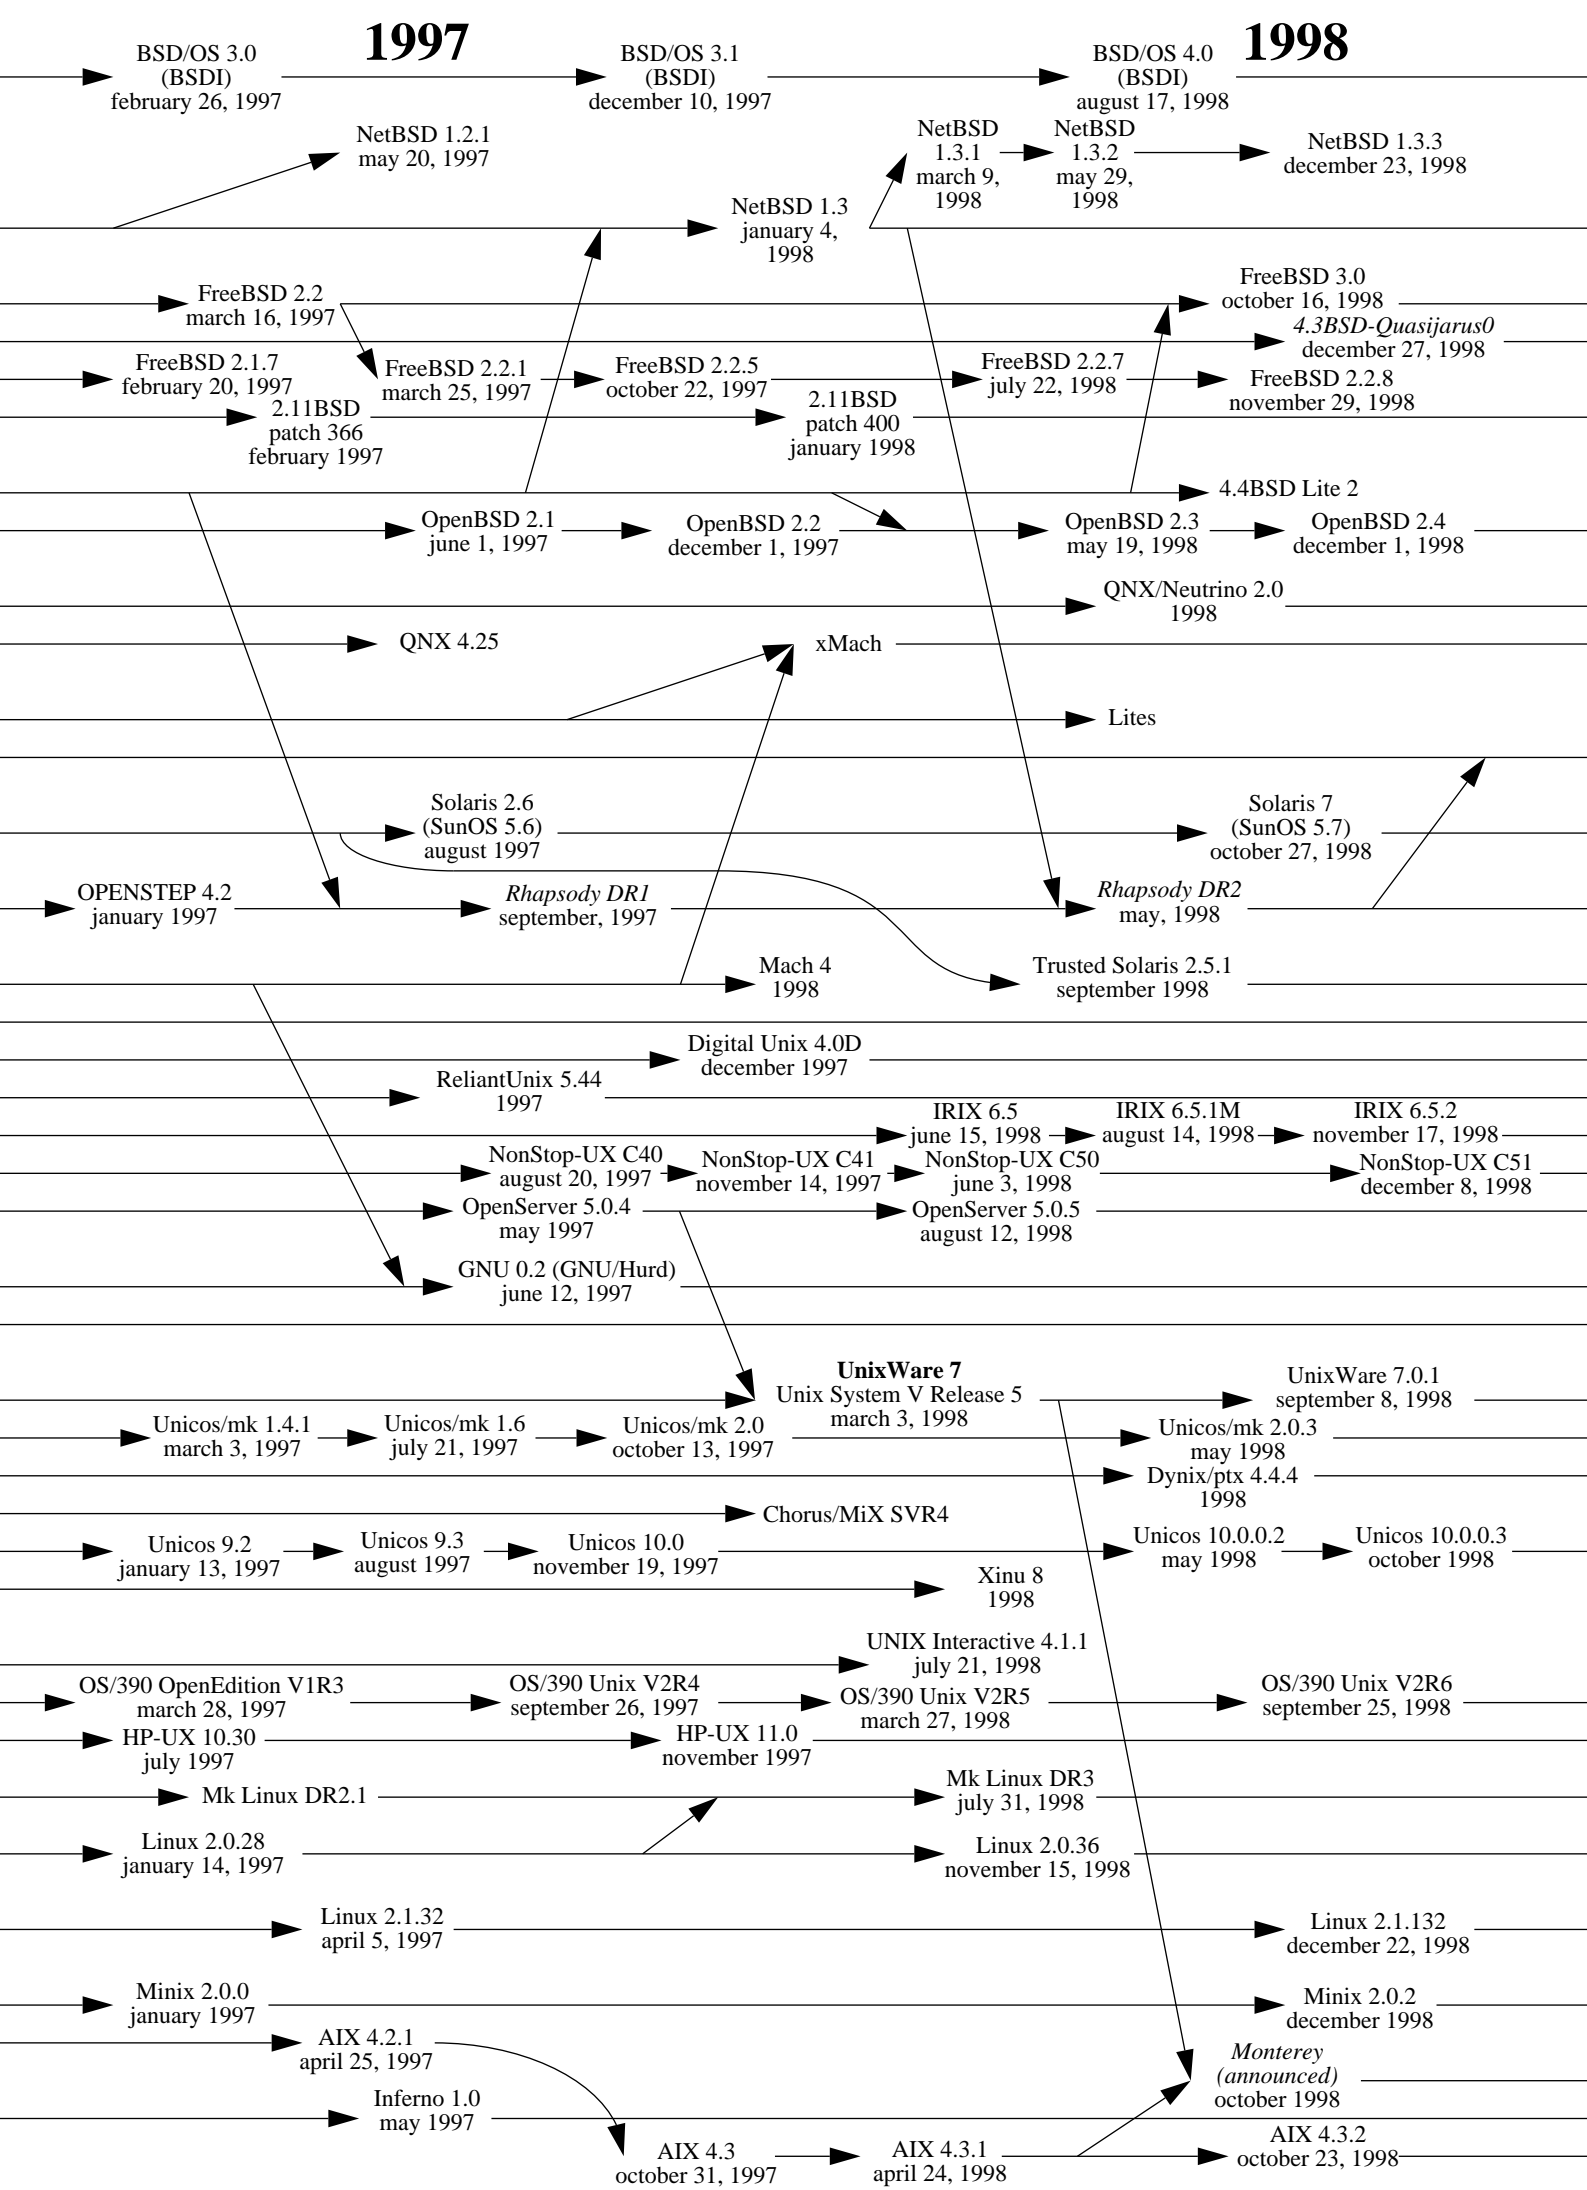 1997
1998
BSD/OS 3.0
(BSDI)
february 26, 1997
BSD/OS 3.1
(BSDI)
december 10, 1997
BSD/OS 4.0
(BSDI)
august 17, 1998
NetBSD 1.2.1
may 20, 1997
NetBSD
1.3.1
march 9,
1998
NetBSD
1.3.2
may 29,
1998
NetBSD 1.3.3
december 23, 1998
NetBSD 1.3
january 4,
1998
FreeBSD 2.2
march 16, 1997
FreeBSD 3.0
october 16, 1998
4.3BSD-Quasijarus0
december 27, 1998
FreeBSD 2.1.7
february 20, 1997
FreeBSD 2.2.1
march 25, 1997
FreeBSD 2.2.5
october 22, 1997
FreeBSD 2.2.7
july 22, 1998
FreeBSD 2.2.8
november 29, 1998
2.11BSD
patch 366
february 1997
2.11BSD
patch 400
january 1998
4.4BSD Lite 2
OpenBSD 2.1
june 1, 1997
OpenBSD 2.2
december 1, 1997
OpenBSD 2.3
may 19, 1998
OpenBSD 2.4
december 1, 1998
QNX/Neutrino 2.0
1998
QNX 4.25
xMach
Lites
Solaris 2.6
(SunOS 5.6)
august 1997
Solaris 7
(SunOS 5.7)
october 27, 1998
OPENSTEP 4.2
january 1997
Rhapsody DR1
september, 1997
Rhapsody DR2
may, 1998
Mach 4
1998
Trusted Solaris 2.5.1
september 1998
Digital Unix 4.0D
december 1997
ReliantUnix 5.44
1997
IRIX 6.5
june 15, 1998
IRIX 6.5.1M
august 14, 1998
IRIX 6.5.2
november 17, 1998
NonStop-UX C40
august 20, 1997
NonStop-UX C41
november 14, 1997
NonStop-UX C50
june 3, 1998
NonStop-UX C51
december 8, 1998
OpenServer 5.0.4
may 1997
OpenServer 5.0.5
august 12, 1998
GNU 0.2 (GNU/Hurd)
june 12, 1997
UnixWare 7
Unix System V Release 5
march 3, 1998
UnixWare 7.0.1
september 8, 1998
Unicos/mk 1.4.1
march 3, 1997
Unicos/mk 1.6
july 21, 1997
Unicos/mk 2.0
october 13, 1997
Unicos/mk 2.0.3
may 1998
Dynix/ptx 4.4.4
1998
Chorus/MiX SVR4
Unicos 9.2
january 13, 1997
Unicos 9.3
august 1997
Unicos 10.0
november 19, 1997
Unicos 10.0.0.2
may 1998
Unicos 10.0.0.3
october 1998
Xinu 8
1998
UNIX Interactive 4.1.1
july 21, 1998
OS/390 OpenEdition V1R3
march 28, 1997
OS/390 Unix V2R4
september 26, 1997
OS/390 Unix V2R5
march 27, 1998
OS/390 Unix V2R6
september 25, 1998
HP-UX 10.30
july 1997
HP-UX 11.0
november 1997
Mk Linux DR2.1
Mk Linux DR3
july 31, 1998
Linux 2.0.28
january 14, 1997
Linux 2.0.36
november 15, 1998
Linux 2.1.32
april 5, 1997
Linux 2.1.132
december 22, 1998
Minix 2.0.0
january 1997
Minix 2.0.2
december 1998
AIX 4.2.1
april 25, 1997
Monterey
(announced)
october 1998
Inferno 1.0
may 1997
AIX 4.3
october 31, 1997
AIX 4.3.1
april 24, 1998
AIX 4.3.2
october 23, 1998